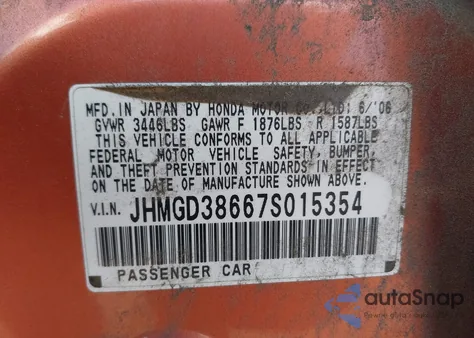 MFD. IN JAPAN BY HONDA MOTOR CO., LTD: 6/'06
GVWR 3446LBS GAWR F 1876LBS R 1587LBS
THIS VEHICLE CONFORMS TO ALL APPLICABLE
FEDERAL MOTOR VEHICLE SAFETY, BUMPER,
AND THEFT PREVENTION STANDARDS IN EFFECT
ON THE DATE OF MANUFACTURE SHOWN ABOVE.
V.I.N. JHMGD38667S015354
PASSENGER CAR
autoSnap